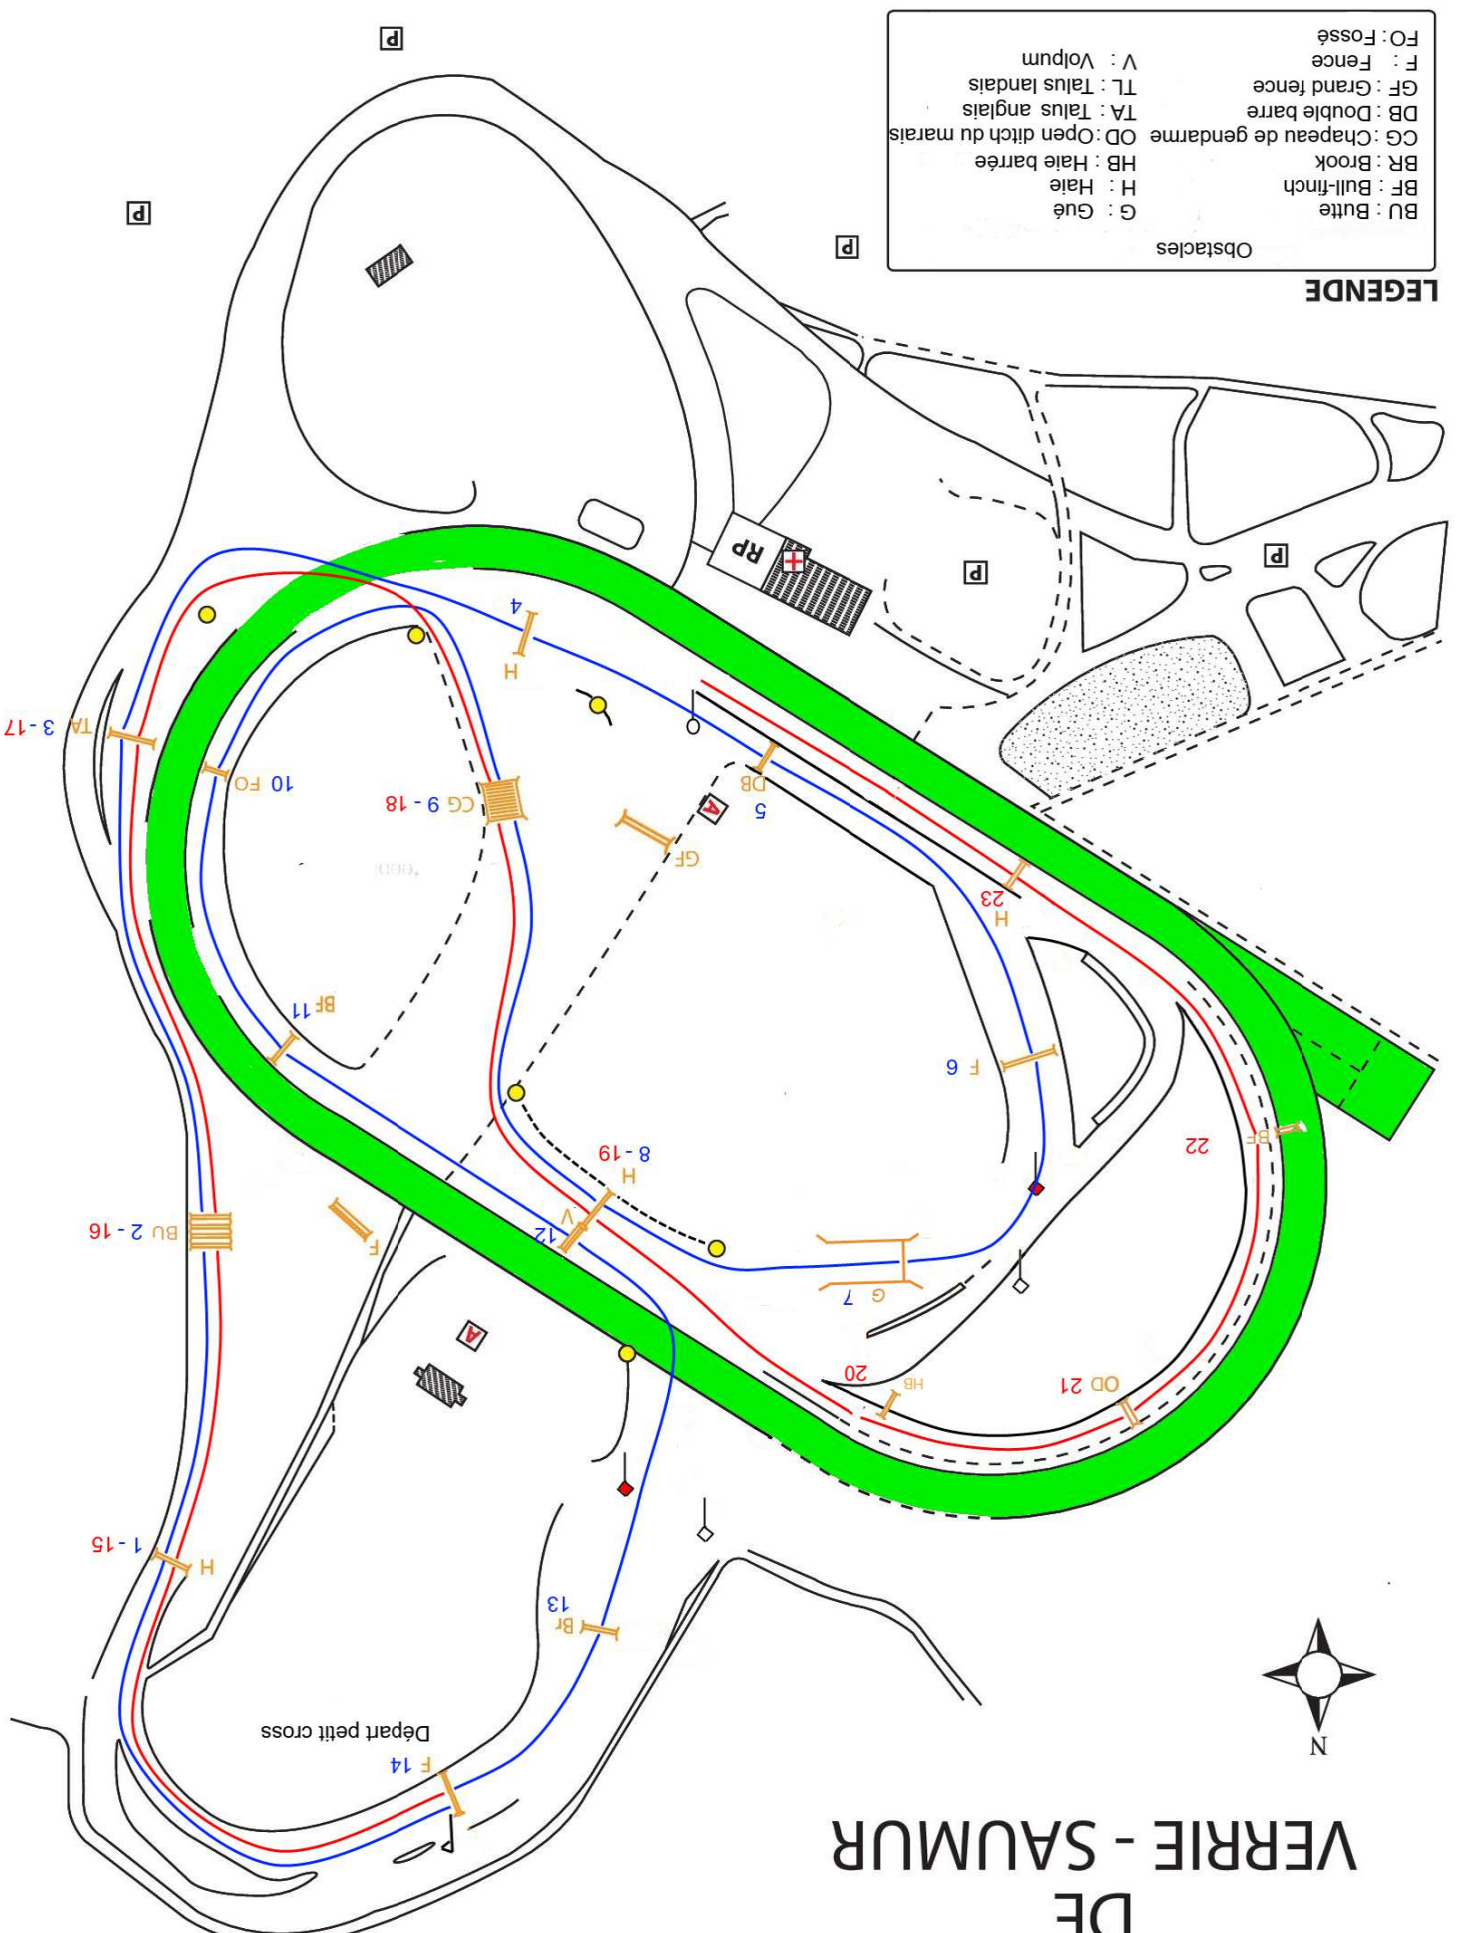 DE
VERRIE - SAUMUR
N
F 14
Départ petit cross
Br
13
H
1 - 15
OD 21
HB
20
A
G 7
F
BU 2 - 16
V
12
H
8 - 19
22
BF
F 6
BF 11
H
23
GF
A
CG 9 - 18
10 FO
5
DB
TA 3 - 17
H
4
RP
P
P
LEGENDE
Obstacles
BU : Butte
BF : Bull-finch
BR : Brook
CG : Chapeau de gendarme
DB : Double barre
GF : Grand fence
F : Fence
FO : Fossé
G : Gué
H : Haie
HB : Haie barrée
OD : Open ditch du marais
TA : Talus anglais
TL : Talus landais
V : Volpum
P
P
P